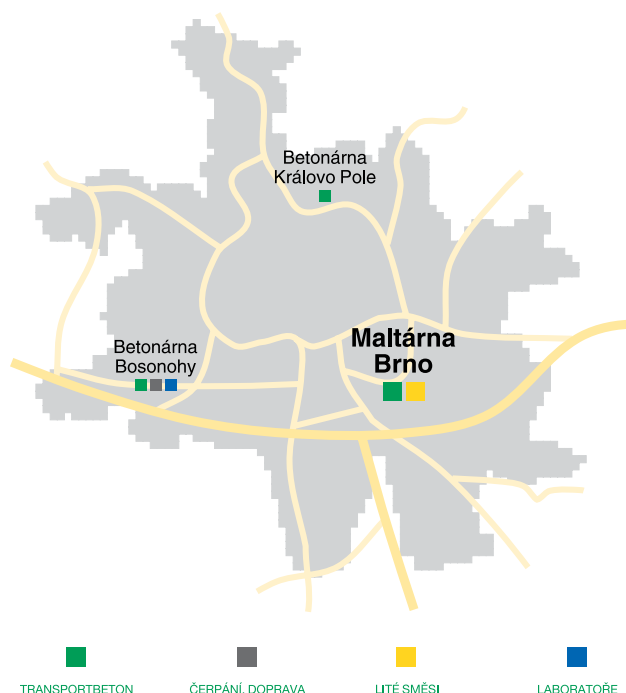 Betonárna
Královo Pole
Maltárna
Brno
Betonárna
Bosonohy
TRANSPORTBETON
ČERPÁNÍ, DOPRAVA
LITÉ SMĚSI
LABORATOŘE